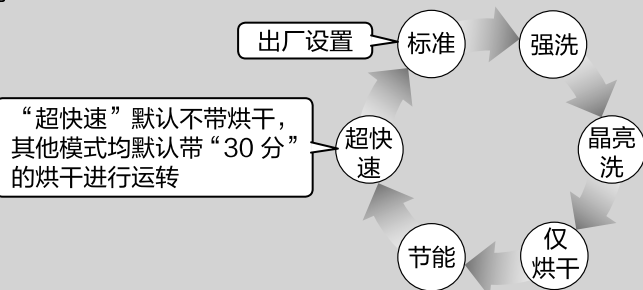 出厂设置
标准
强洗
晶亮
洗
仅
烘干
节能
超快
速
“超快速”默认不带烘干，
其他模式均默认带“30 分”
的烘干进行运转